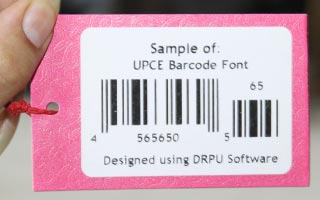 Sample of:
UPCE Barcode Font
65
4 565650 5
Designed using DRPU Software